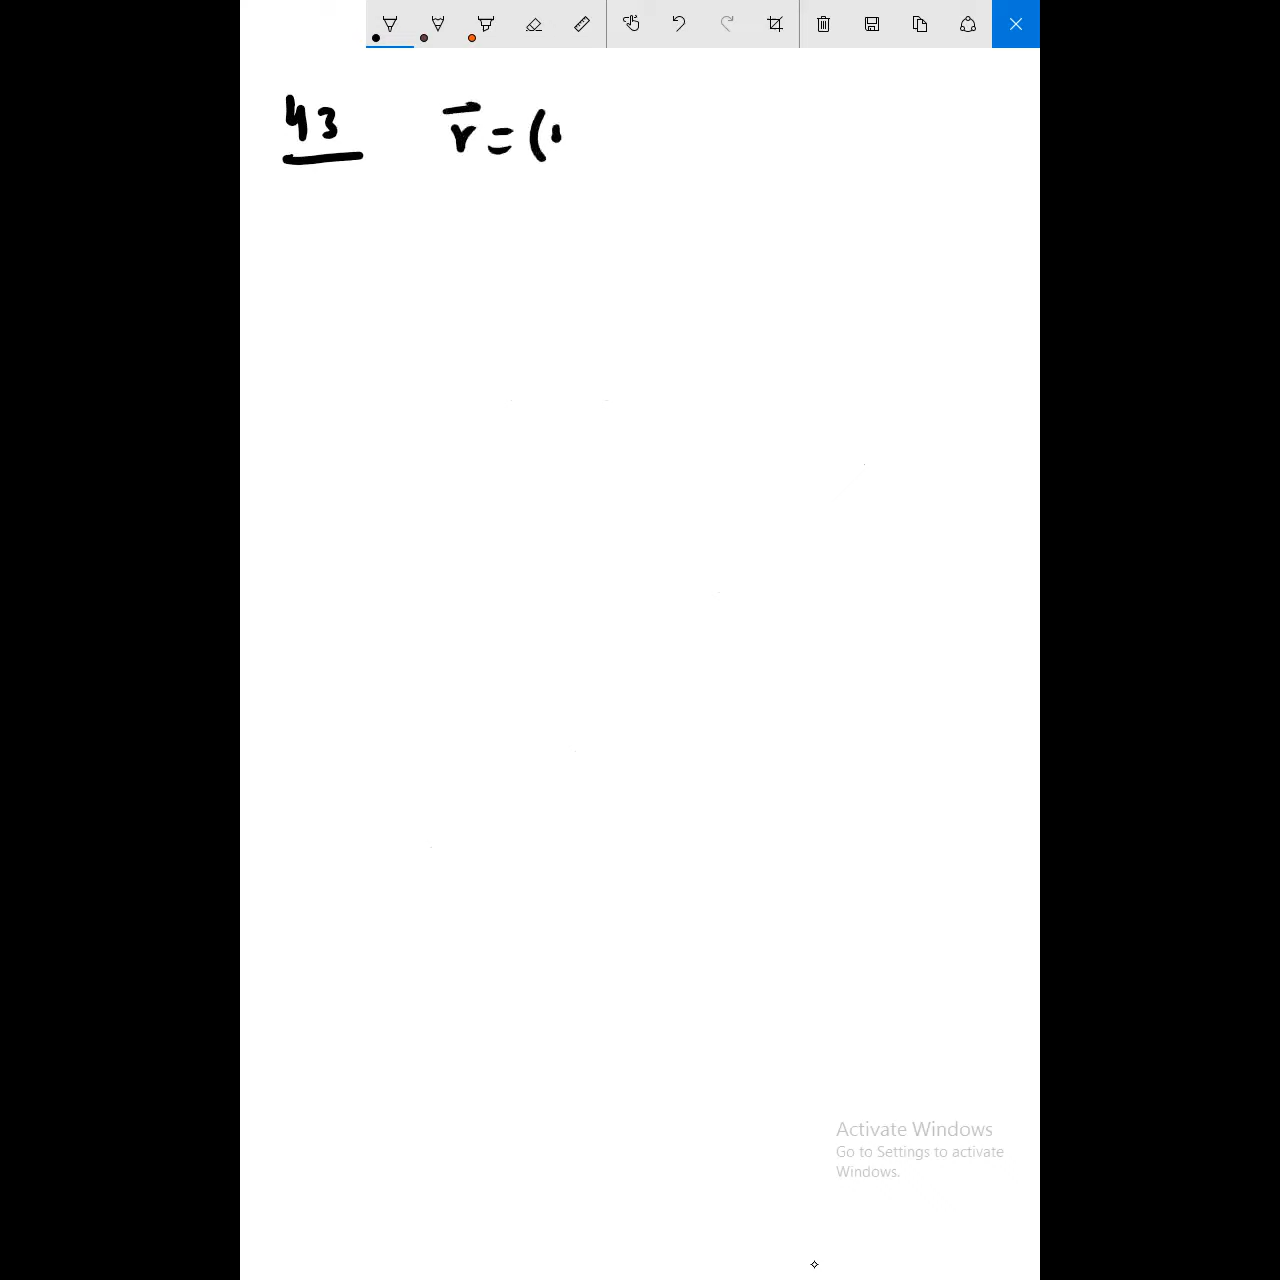 43 r⃗ = (
Activate Windows
Go to Settings to activate
Windows.